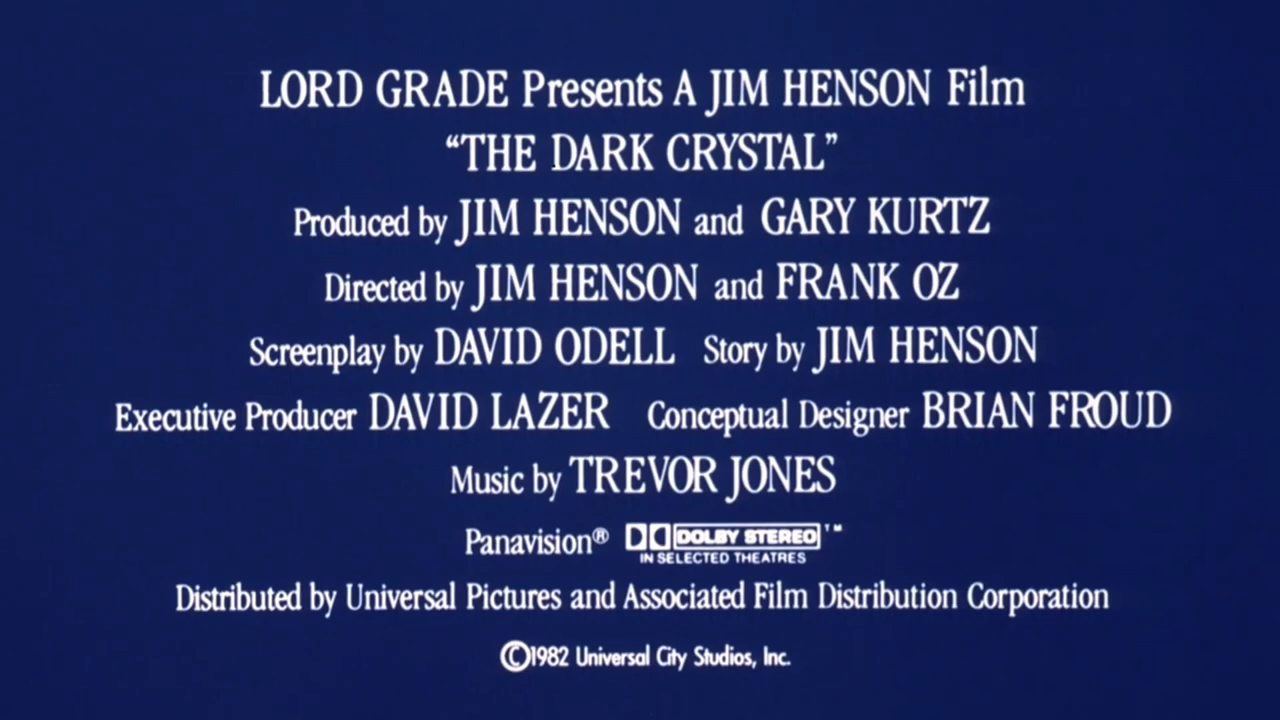 LORD GRADE Presents A JIM HENSON Film
“THE DARK CRYSTAL”
Produced by JIM HENSON and GARY KURTZ
Directed by JIM HENSON and FRANK OZ
Screenplay by DAVID ODELL Story by JIM HENSON
Executive Producer DAVID LAZER Conceptual Designer BRIAN FROUD
Music by TREVOR JONES
Panavision® DOLBY STEREO™
IN SELECTED THEATRES
Distributed by Universal Pictures and Associated Film Distribution Corporation
©1982 Universal City Studios, Inc.